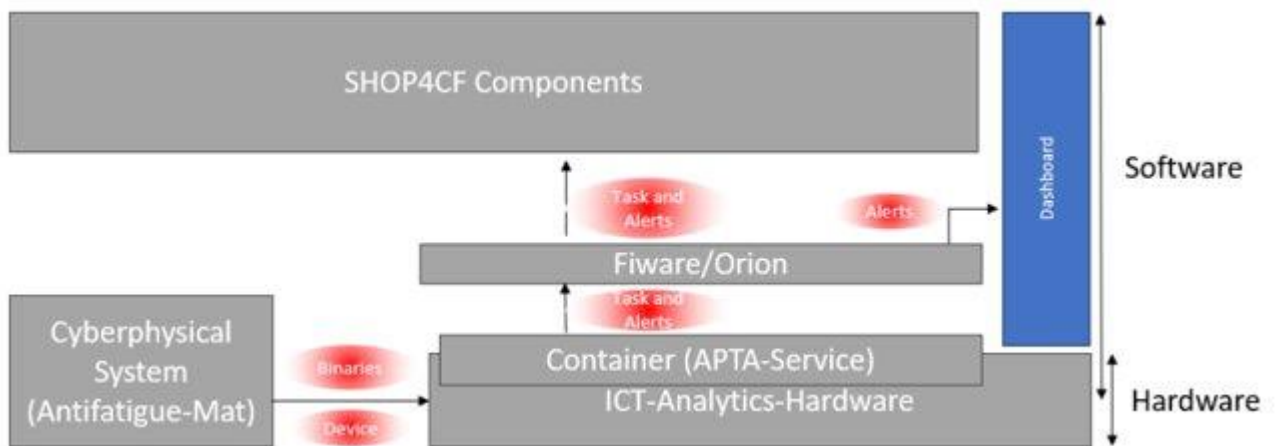 SHOP4CF Components
Dashboard
Software
Task and
Alerts
Alerts
Fiware/Orion
Task and
Alerts
Cyberphysical
System
(Antifatigue-Mat)
Binaries
Device
Container (APTA-Service)
ICT-Analytics-Hardware
Hardware